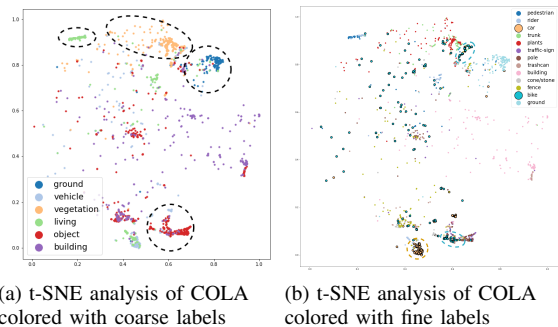 1.0
0.8
0.6
0.4
0.2
0.0
ground
vehicle
vegetation
living
object
building
0.0 0.2 0.4 0.6 0.8 1.0
pedestrian
rider
car
trunk
plants
traffic-sign
pole
trashcan
building
cone/stone
fence
bike
ground
(a) t-SNE analysis of COLA
colored with coarse labels
(b) t-SNE analysis of COLA
colored with fine labels